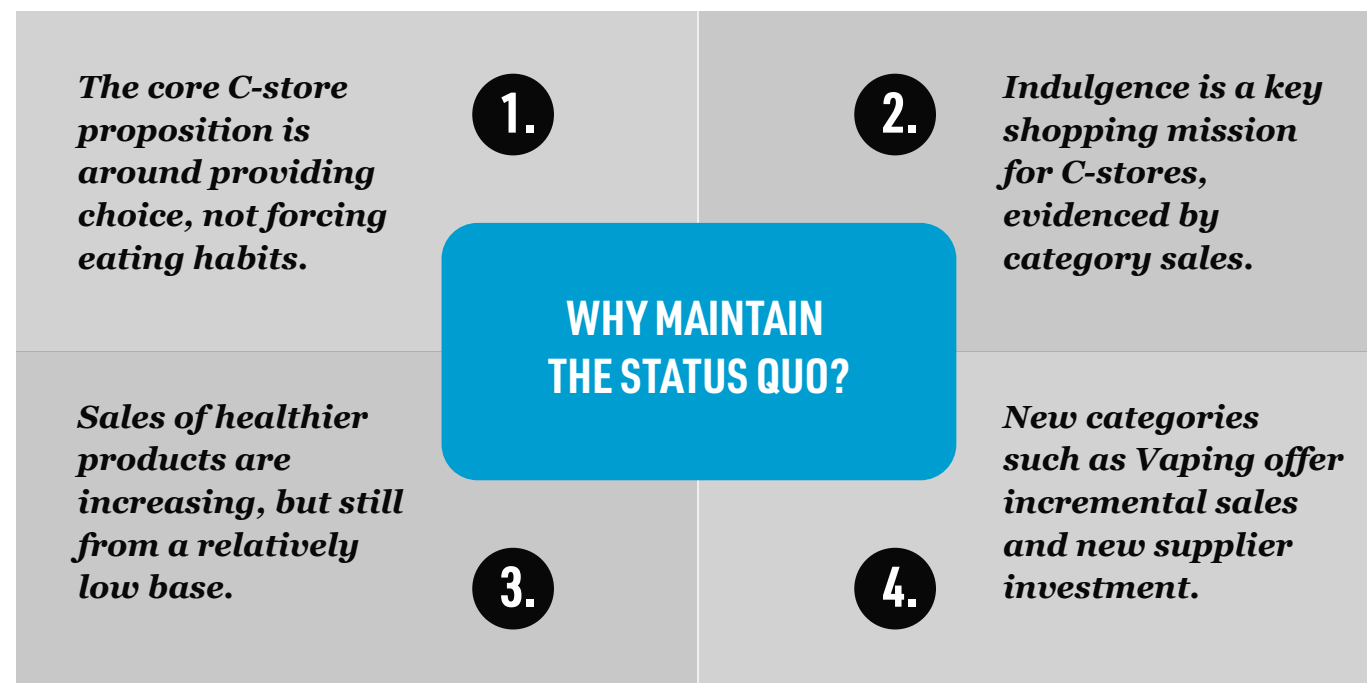 The core C-store
proposition is
around providing
choice, not forcing
eating habits.
1.
2.
Indulgence is a key
shopping mission
for C-stores,
evidenced by
category sales.
WHY MAINTAIN
THE STATUS QUO?
Sales of healthier
products are
increasing, but still
from a relatively
low base.
3.
4.
New categories
such as Vaping offer
incremental sales
and new supplier
investment.